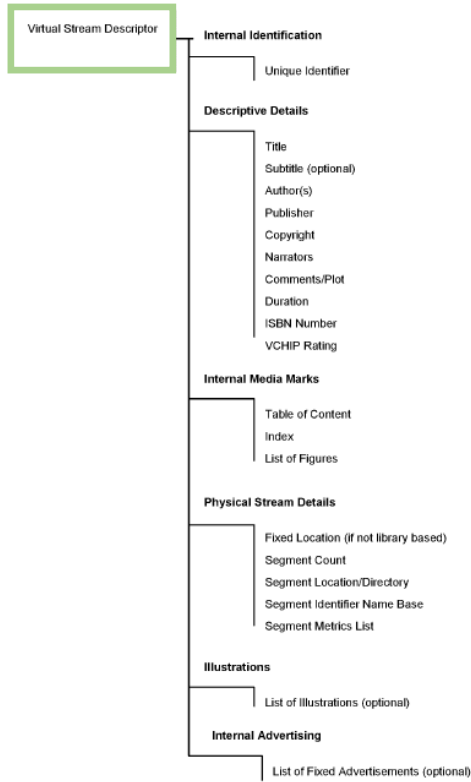 Virtual Stream Descriptor
Internal Identification
Unique Identifier
Descriptive Details
Title
Subtitle (optional)
Author(s)
Publisher
Copyright
Narrators
Comments/Plot
Duration
ISBN Number
VCHIP Rating
Internal Media Marks
Table of Content
Index
List of Figures
Physical Stream Details
Fixed Location (if not library based)
Segment Count
Segment Location/Directory
Segment Identifier Name Base
Segment Metrics List
Illustrations
List of Illustrations (optional)
Internal Advertising
List of Fixed Advertisements (optional)